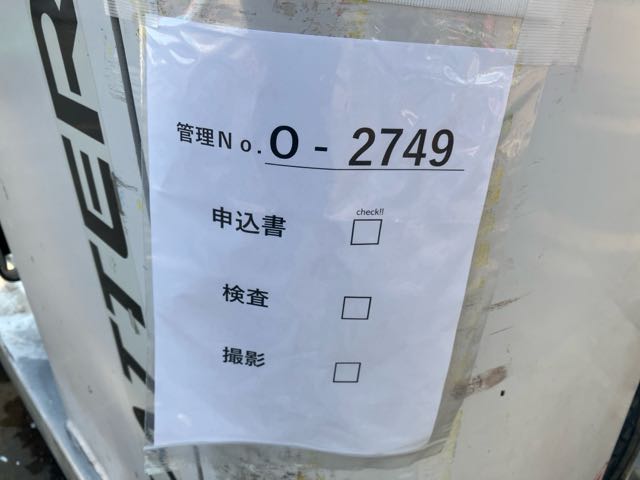 管理No. O - 2749
check!!
申込書 □
検査 □
撮影 □